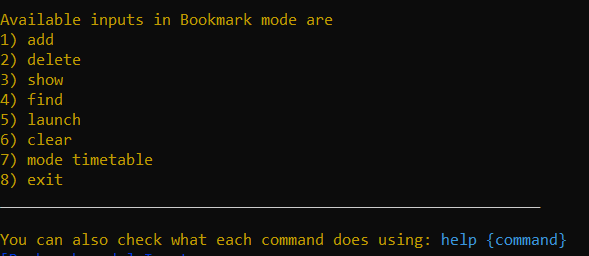 Available inputs in Bookmark mode are
1) add
2) delete
3) show
4) find
5) launch
6) clear
7) mode timetable
8) exit
You can also check what each command does using: help {command}